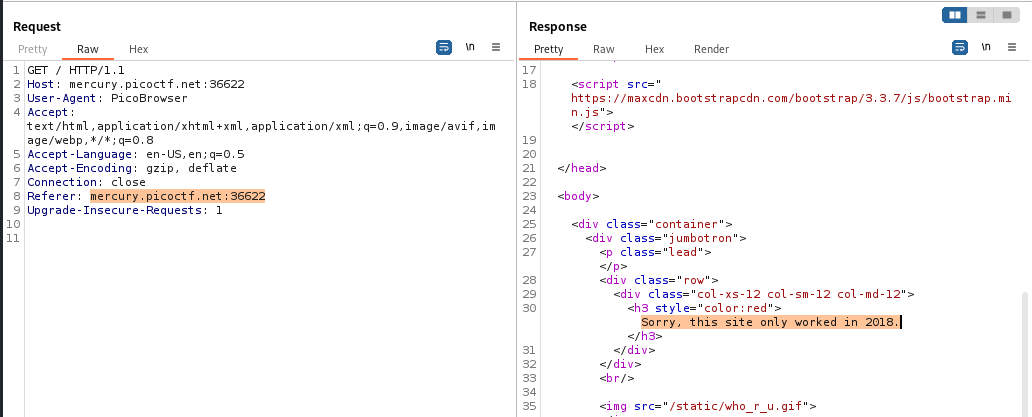 Request
Pretty Raw Hex
\n
1 GET / HTTP/1.1
2 Host: mercury.picoctf.net:36622
3 User-Agent: PicoBrowser
4 Accept:
text/html,application/xhtml+xml,application/xml;q=0.9,image/avif,im
age/webp,*/*;q=0.8
5 Accept-Language: en-US,en;q=0.5
6 Accept-Encoding: gzip, deflate
7 Connection: close
8 Referer: mercury.picoctf.net:36622
9 Upgrade-Insecure-Requests: 1
10
11
Response
Pretty Raw Hex Render
\n
17
18 <script src="
https://maxcdn.bootstrapcdn.com/bootstrap/3.3.7/js/bootstrap.mi
n.js">
</script>
19
20
21 </head>
22
23 <body>
24
25 <div class="container">
26 <div class="jumbotron">
27 <p class="lead">
</p>
28 <div class="row">
29 <div class="col-xs-12 col-sm-12 col-md-12">
30 <h3 style="color:red">
Sorry, this site only worked in 2018.
</h3>
31 </div>
32 </div>
33 <br/>
34
35 <img src="/static/who_r_u.gif">